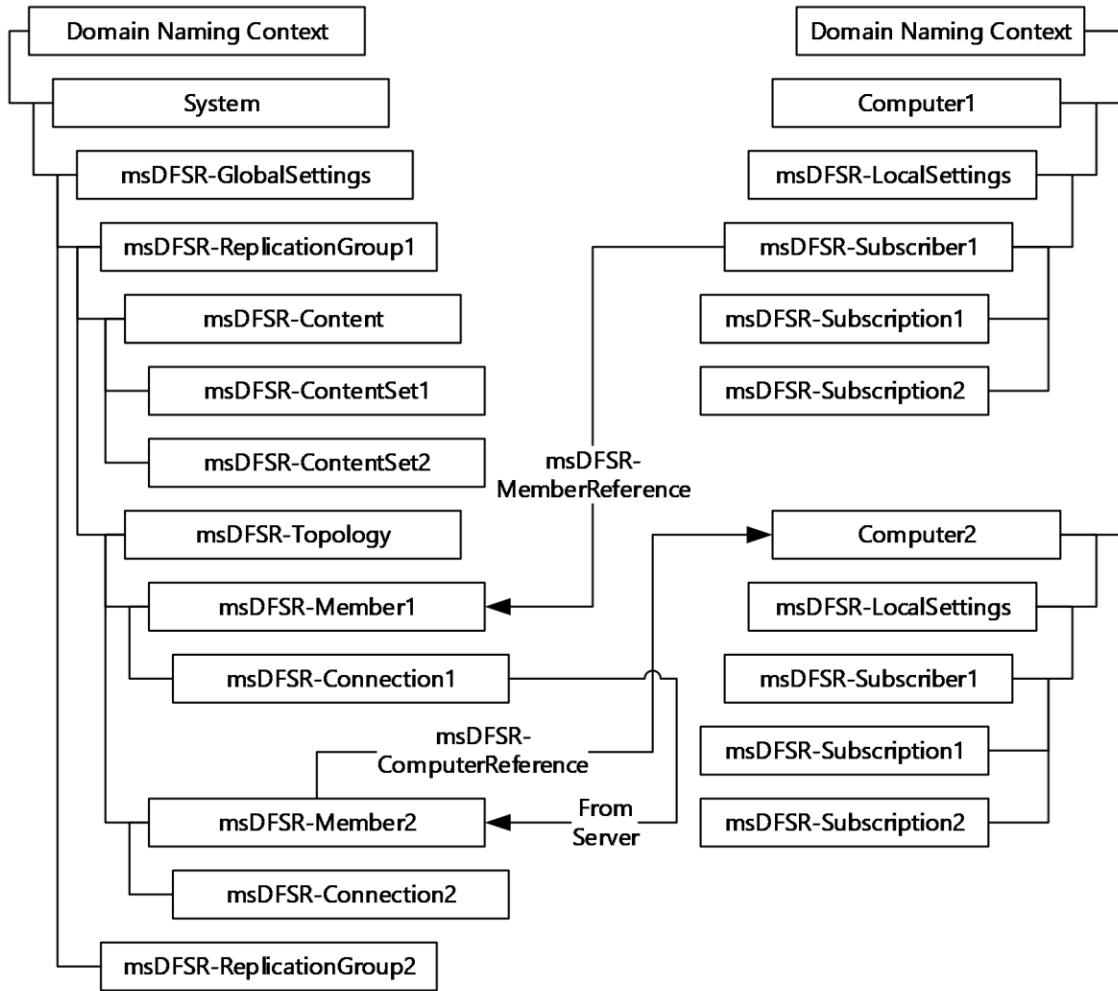 Domain Naming Context
System
msDFSR-GlobalSettings
msDFSR-ReplicationGroup1
msDFSR-Content
msDFSR-ContentSet1
msDFSR-ContentSet2
msDFSR-Topology
msDFSR-Member1
msDFSR-Connection1
msDFSR-
ComputerReference
msDFSR-Member2
msDFSR-Connection2
msDFSR-ReplicationGroup2
msDFSR-
MemberReference
From
Server
Domain Naming Context
Computer1
msDFSR-LocalSettings
msDFSR-Subscriber1
msDFSR-Subscription1
msDFSR-Subscription2
Computer2
msDFSR-LocalSettings
msDFSR-Subscriber1
msDFSR-Subscription1
msDFSR-Subscription2